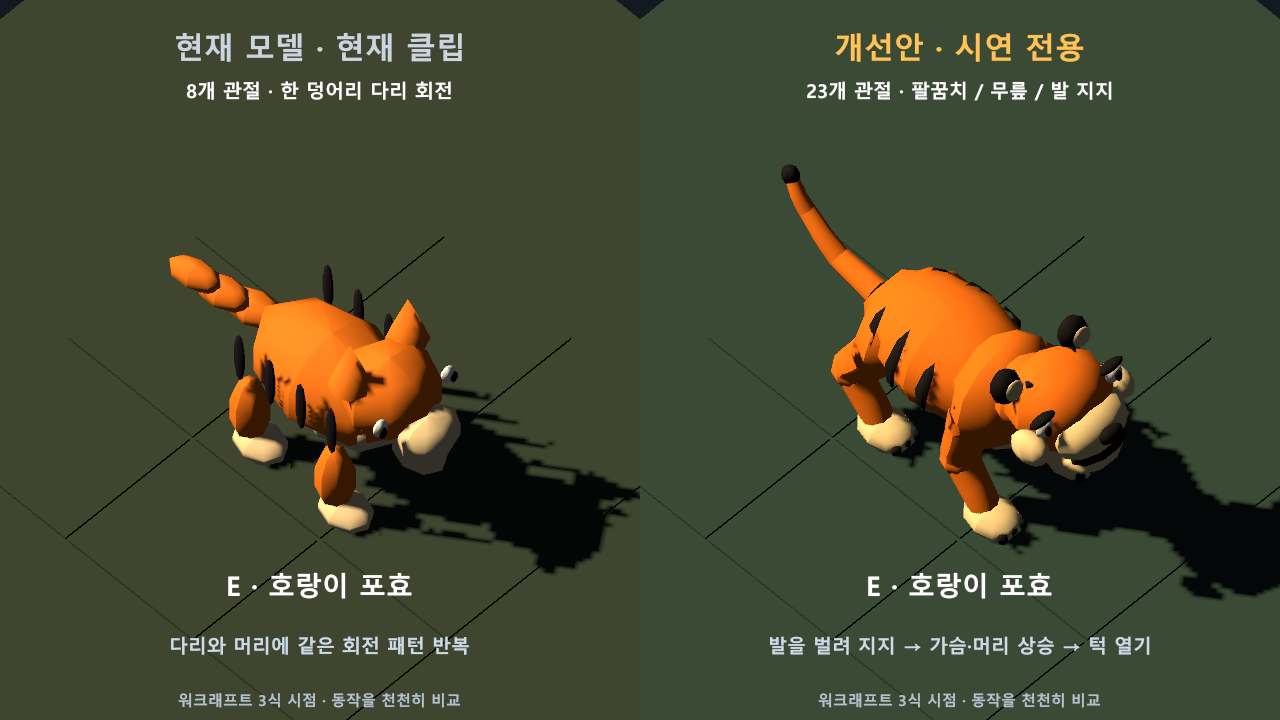 현재 모델 · 현재 클립
8개 관절 · 한 덩어리 다리 회전
E · 호랑이 포효
다리와 머리에 같은 회전 패턴 반복
워크래프트 3식 시점 · 동작을 천천히 비교
개선안 · 시연 전용
23개 관절 · 팔꿈치 / 무릎 / 발 지지
E · 호랑이 포효
발을 벌려 지지 → 가슴·머리 상승 → 턱 열기
워크래프트 3식 시점 · 동작을 천천히 비교